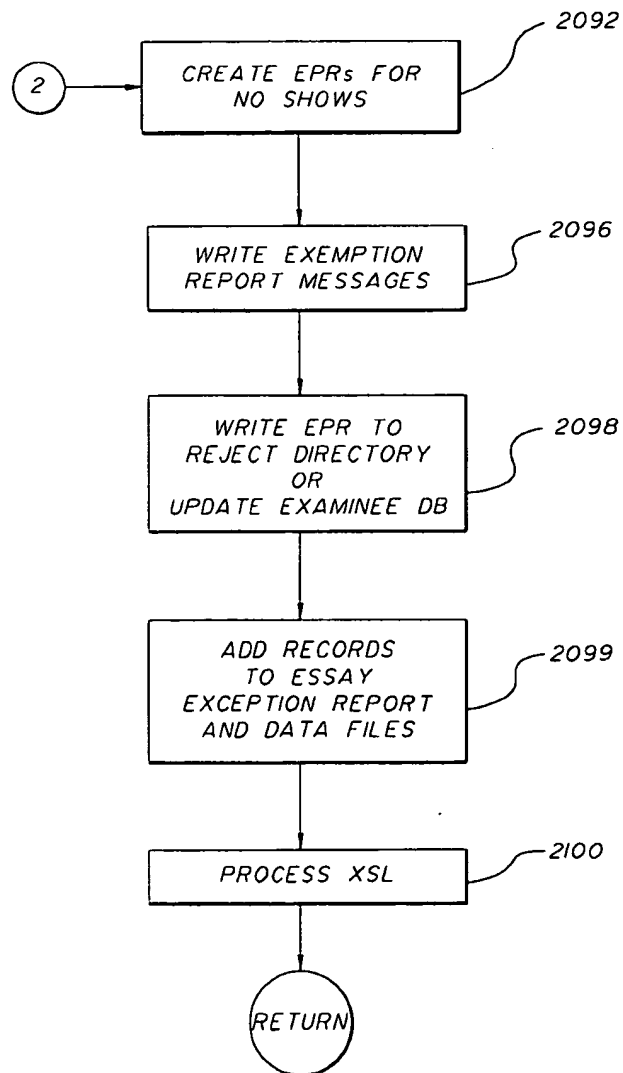 2092
2
CREATE EPRs FOR
NO SHOWS
2096
WRITE EXEMPTION
REPORT MESSAGES
2098
WRITE EPR TO
REJECT DIRECTORY
OR
UPDATE EXAMINEE DB
2099
ADD RECORDS
TO ESSAY
EXCEPTION REPORT
AND DATA FILES
2100
PROCESS XSL
RETURN